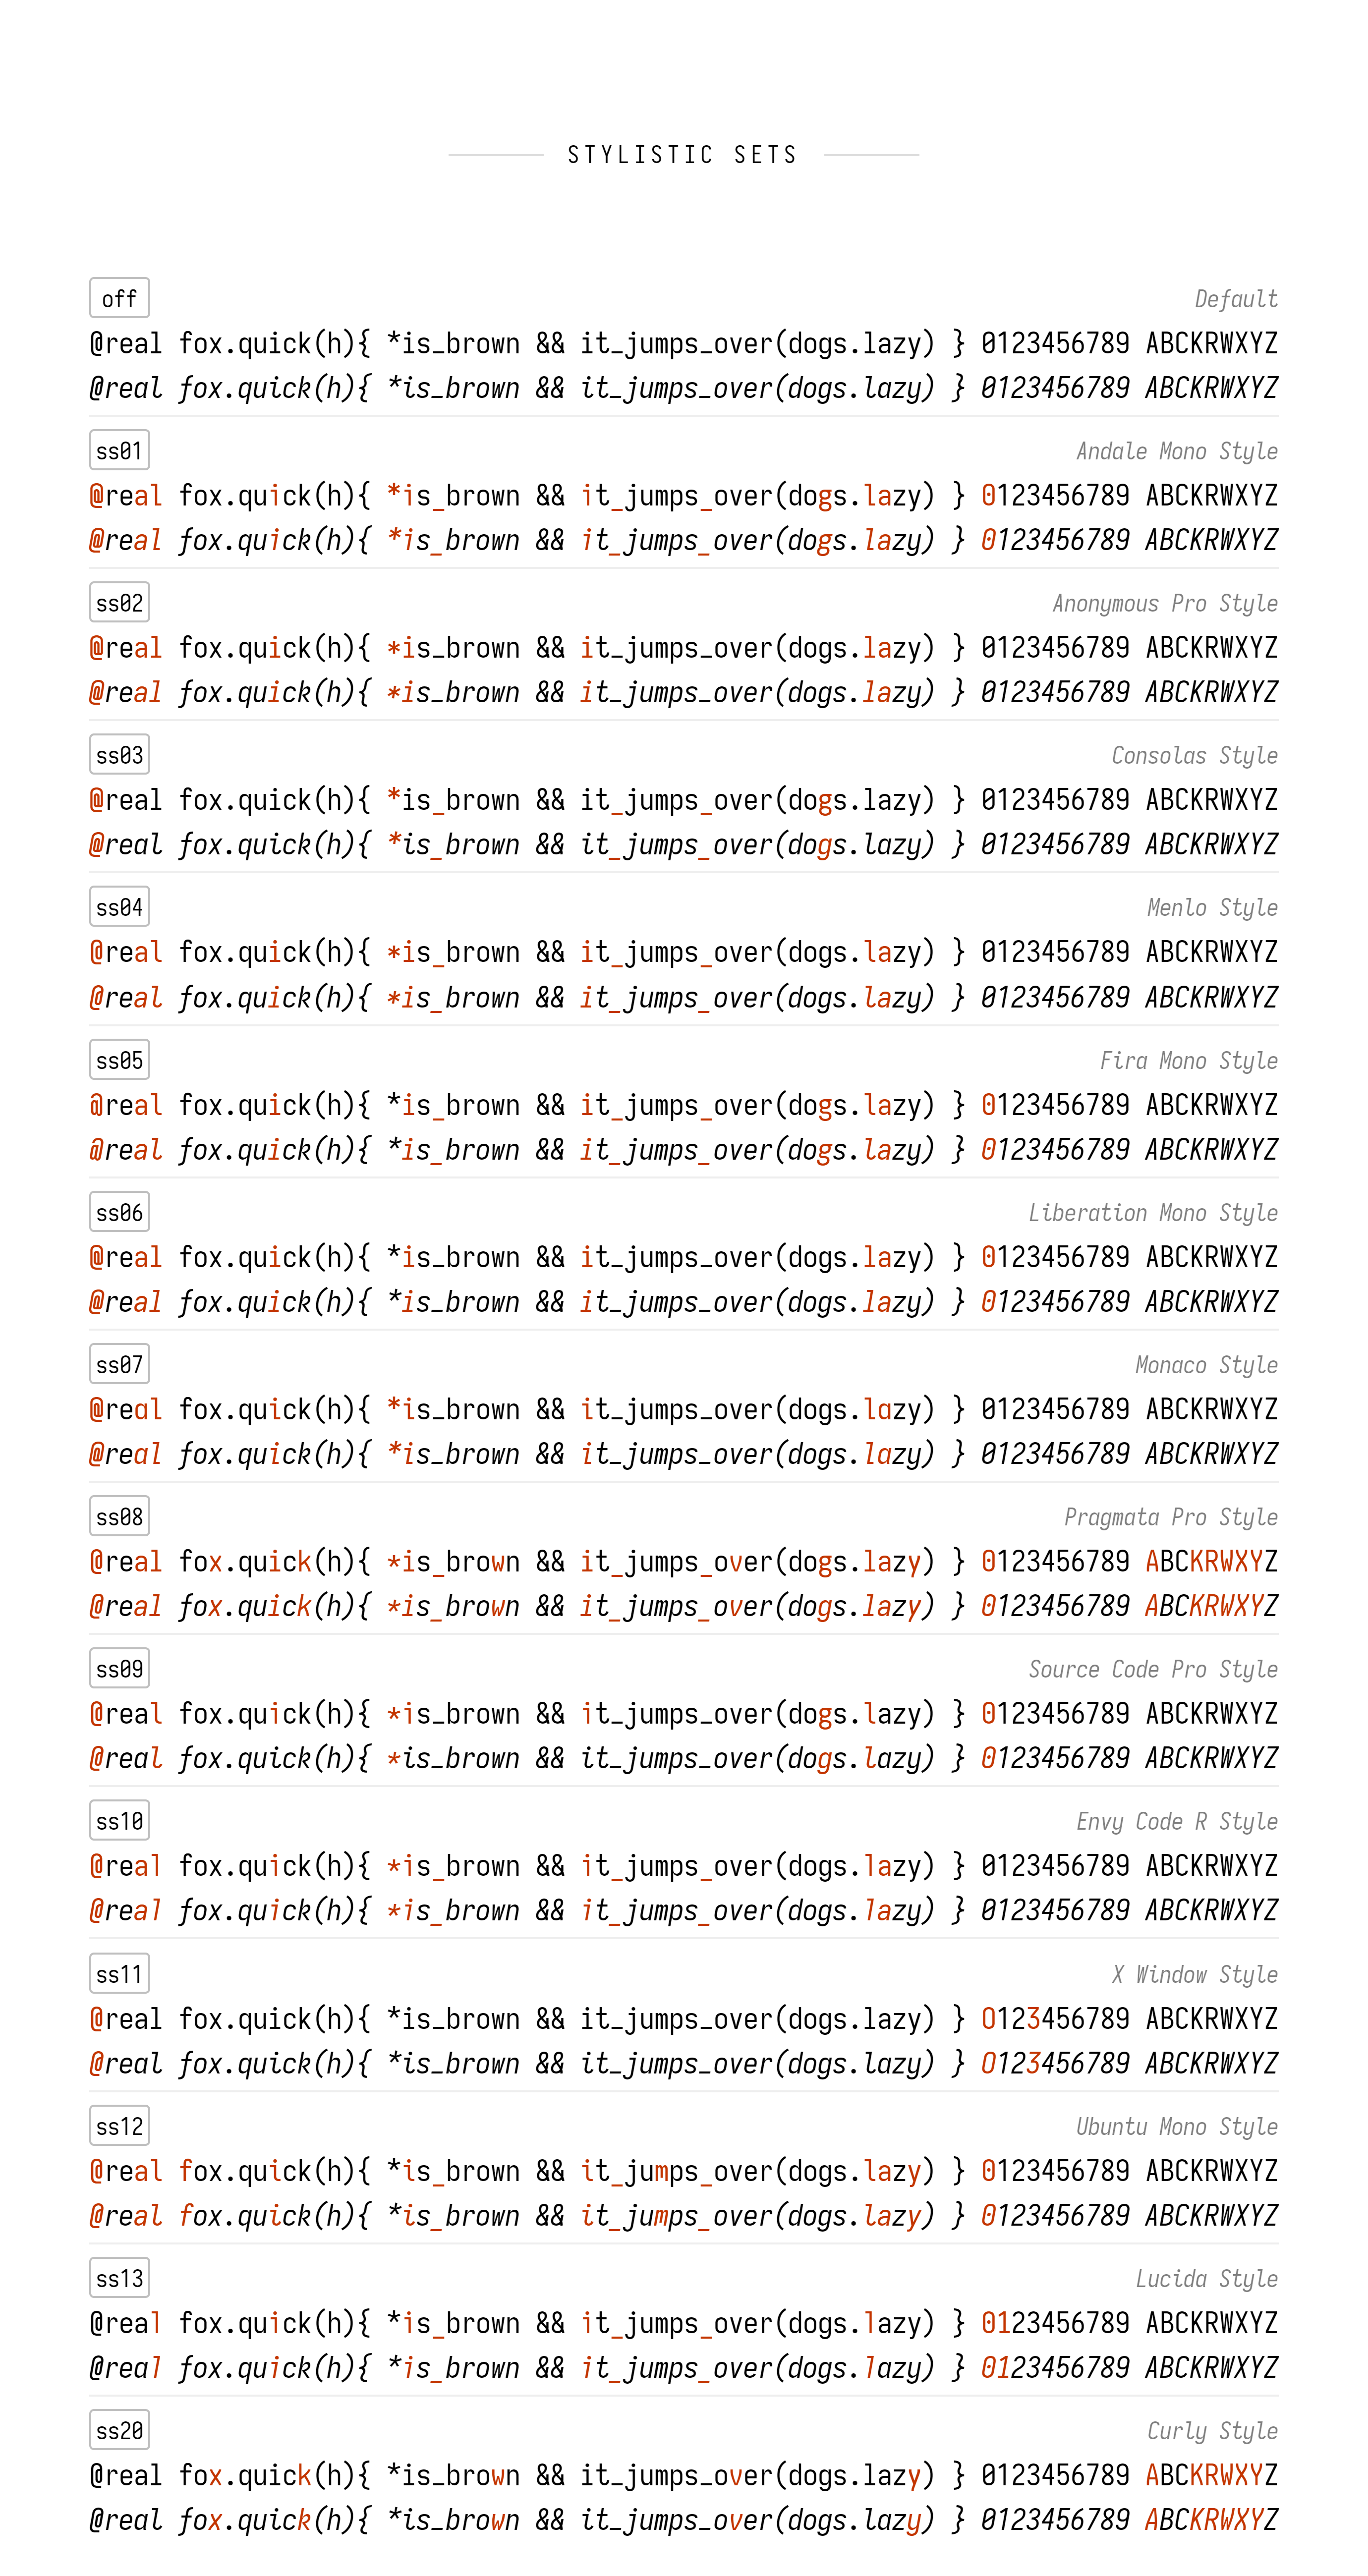 STYLISTIC SETS
off Default
@real fox.quick(h){ *is_brown && it_jumps_over(dogs.lazy) } 0123456789 ABCKRWXYZ
@real fox.quick(h){ *is_brown && it_jumps_over(dogs.lazy) } 0123456789 ABCKRWXYZ
ss01 Andale Mono Style
@real fox.quick(h){ *is_brown && it_jumps_over(dogs.lazy) } 0123456789 ABCKRWXYZ
@real fox.quick(h){ *is_brown && it_jumps_over(dogs.lazy) } 0123456789 ABCKRWXYZ
ss02 Anonymous Pro Style
@real fox.quick(h){ *is_brown && it_jumps_over(dogs.lazy) } 0123456789 ABCKRWXYZ
@real fox.quick(h){ *is_brown && it_jumps_over(dogs.lazy) } 0123456789 ABCKRWXYZ
ss03 Consolas Style
@real fox.quick(h){ *is_brown && it_jumps_over(dogs.lazy) } 0123456789 ABCKRWXYZ
@real fox.quick(h){ *is_brown && it_jumps_over(dogs.lazy) } 0123456789 ABCKRWXYZ
ss04 Menlo Style
@real fox.quick(h){ *is_brown && it_jumps_over(dogs.lazy) } 0123456789 ABCKRWXYZ
@real fox.quick(h){ *is_brown && it_jumps_over(dogs.lazy) } 0123456789 ABCKRWXYZ
ss05 Fira Mono Style
@real fox.quick(h){ *is_brown && it_jumps_over(dogs.lazy) } 0123456789 ABCKRWXYZ
@real fox.quick(h){ *is_brown && it_jumps_over(dogs.lazy) } 0123456789 ABCKRWXYZ
ss06 Liberation Mono Style
@real fox.quick(h){ *is_brown && it_jumps_over(dogs.lazy) } 0123456789 ABCKRWXYZ
@real fox.quick(h){ *is_brown && it_jumps_over(dogs.lazy) } 0123456789 ABCKRWXYZ
ss07 Monaco Style
@real fox.quick(h){ *is_brown && it_jumps_over(dogs.lazy) } 0123456789 ABCKRWXYZ
@real fox.quick(h){ *is_brown && it_jumps_over(dogs.lazy) } 0123456789 ABCKRWXYZ
ss08 Pragmata Pro Style
@real fox.quick(h){ *is_brown && it_jumps_over(dogs.lazy) } 0123456789 ABCKRWXYZ
@real fox.quick(h){ *is_brown && it_jumps_over(dogs.lazy) } 0123456789 ABCKRWXYZ
ss09 Source Code Pro Style
@real fox.quick(h){ *is_brown && it_jumps_over(dogs.lazy) } 0123456789 ABCKRWXYZ
@real fox.quick(h){ *is_brown && it_jumps_over(dogs.lazy) } 0123456789 ABCKRWXYZ
ss10 Envy Code R Style
@real fox.quick(h){ *is_brown && it_jumps_over(dogs.lazy) } 0123456789 ABCKRWXYZ
@real fox.quick(h){ *is_brown && it_jumps_over(dogs.lazy) } 0123456789 ABCKRWXYZ
ss11 X Window Style
@real fox.quick(h){ *is_brown && it_jumps_over(dogs.lazy) } 0123456789 ABCKRWXYZ
@real fox.quick(h){ *is_brown && it_jumps_over(dogs.lazy) } 0123456789 ABCKRWXYZ
ss12 Ubuntu Mono Style
@real fox.quick(h){ *is_brown && it_jumps_over(dogs.lazy) } 0123456789 ABCKRWXYZ
@real fox.quick(h){ *is_brown && it_jumps_over(dogs.lazy) } 0123456789 ABCKRWXYZ
ss13 Lucida Style
@real fox.quick(h){ *is_brown && it_jumps_over(dogs.lazy) } 0123456789 ABCKRWXYZ
@real fox.quick(h){ *is_brown && it_jumps_over(dogs.lazy) } 0123456789 ABCKRWXYZ
ss20 Curly Style
@real fox.quick(h){ *is_brown && it_jumps_over(dogs.lazy) } 0123456789 ABCKRWXYZ
@real fox.quick(h){ *is_brown && it_jumps_over(dogs.lazy) } 0123456789 ABCKRWXYZ